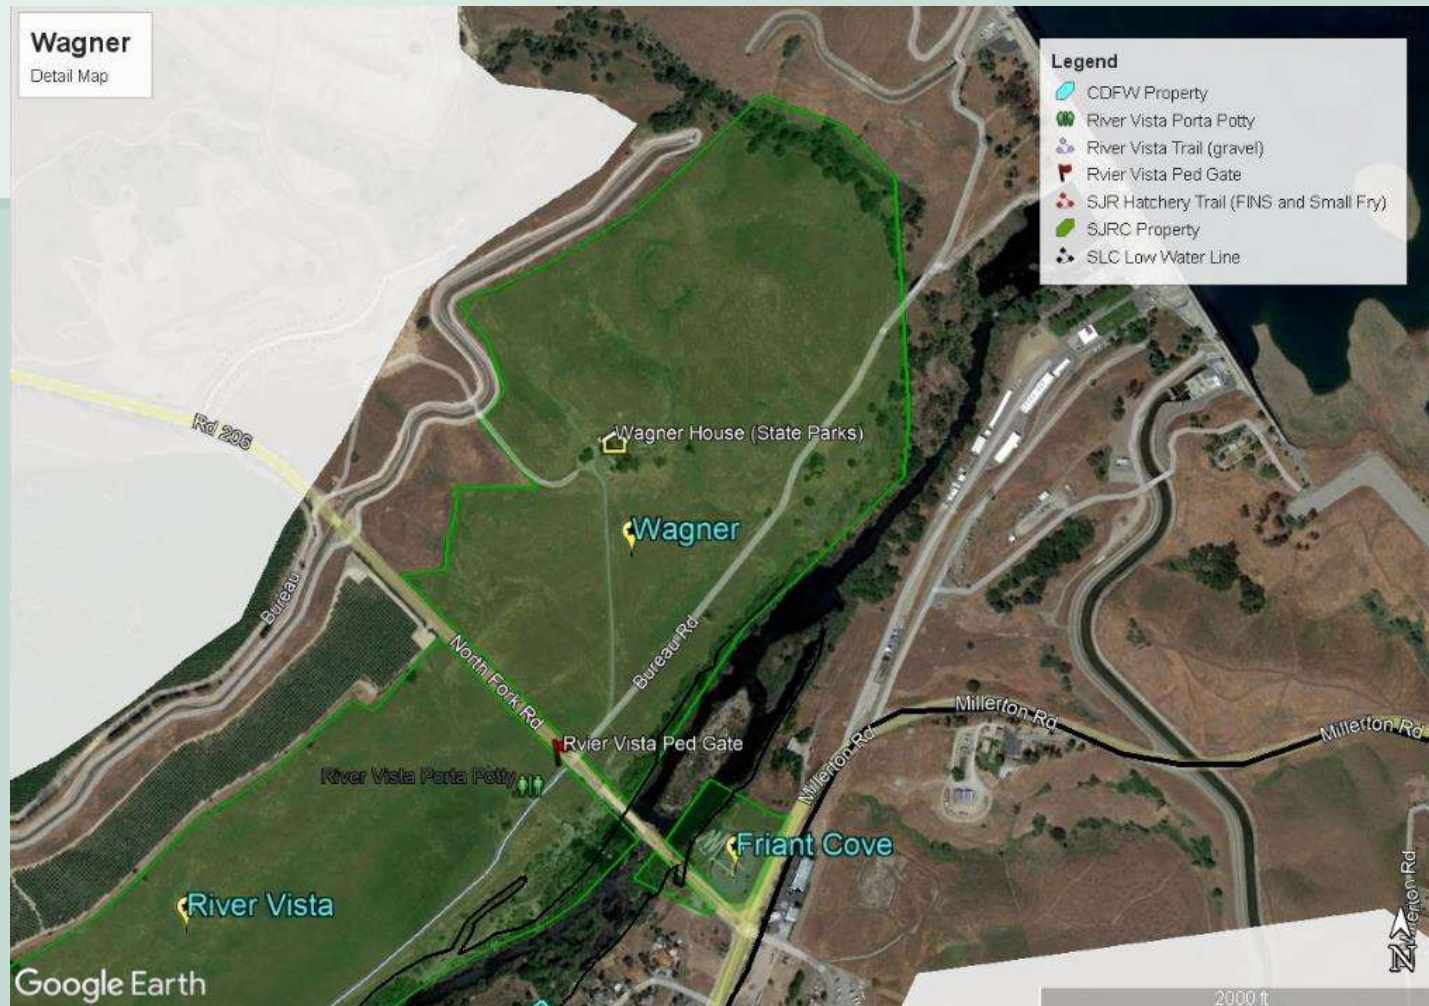 Wagner
Detail Map
Legend
CDFW Property
River Vista Porta Potty
River Vista Trail (gravel)
Rvier Vista Ped Gate
SJR Hatchery Trail (FINS and Small Fry)
SJRC Property
SLC Low Water Line
Rd 206
Wagner House (State Parks)
Wagner
Bureau
North Fork Rd
Bureau Rd
Millerton Rd
Millerton Rd
Millerton Rd
Rvier Vista Ped Gate
River Vista Porta Potty
Friant Cove
River Vista
Millerton Rd
N
Google Earth
2000 ft